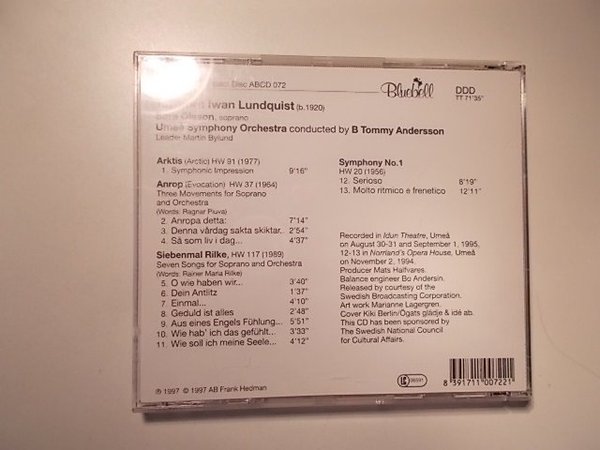 Disc ABCD 072
Bluebell
DDD
TT 71'35"
Iwan Lundquist (b.1920)
Olsson, soprano
Umeå Symphony Orchestra conducted by B Tommy Andersson
Leader Martin Bylund
Arktis (Arctic) HW 91 (1977)
1. Symphonic Impression 9'16"
Anrop (Evocation) HW 37 (1964)
Three Movements for Soprano
and Orchestra
(Words: Ragnar Piuva)
2. Anropa detta: 7'14"
3. Denna vårdag sakta skiktar. 2'54"
4. Så som liv i dag... 4'37"
Siebenmal Rilke, HW 117 (1989)
Seven Songs for Soprano and Orchestra
(Words: Rainer Maria Rilke)
5. O wie haben wir... 3'40"
6. Dein Antlitz 1'37"
7. Einmal... 4'10"
8. Geduld ist alles 2'48"
9. Aus eines Engels Fühlung... 5'51"
10. Wie hab' ich das gefühlt... 3'33"
11. Wie soll ich meine Seele... 4'12"
Symphony No.1
HW 20 (1956)
12. Serioso 8'19"
13. Molto ritmico e frenetico 12'11"
Recorded in Idun Theatre, Umeå
on August 30-31 and September 1, 1995,
12-13 in Norrland's Opera House, Umeå
on November 2, 1994.
Producer Mats Halfvares.
Balance engineer Bo Andersin.
Released by courtesy of the
Swedish Broadcasting Corporation.
Art work Marianne Lagergren.
Cover Kiki Berlin/Ögats glädje & idé ab.
This CD has been sponsored by
The Swedish National Council
for Cultural Affairs.
℗ 1997 © 1997 AB Frank Hedman
8 391711 007221